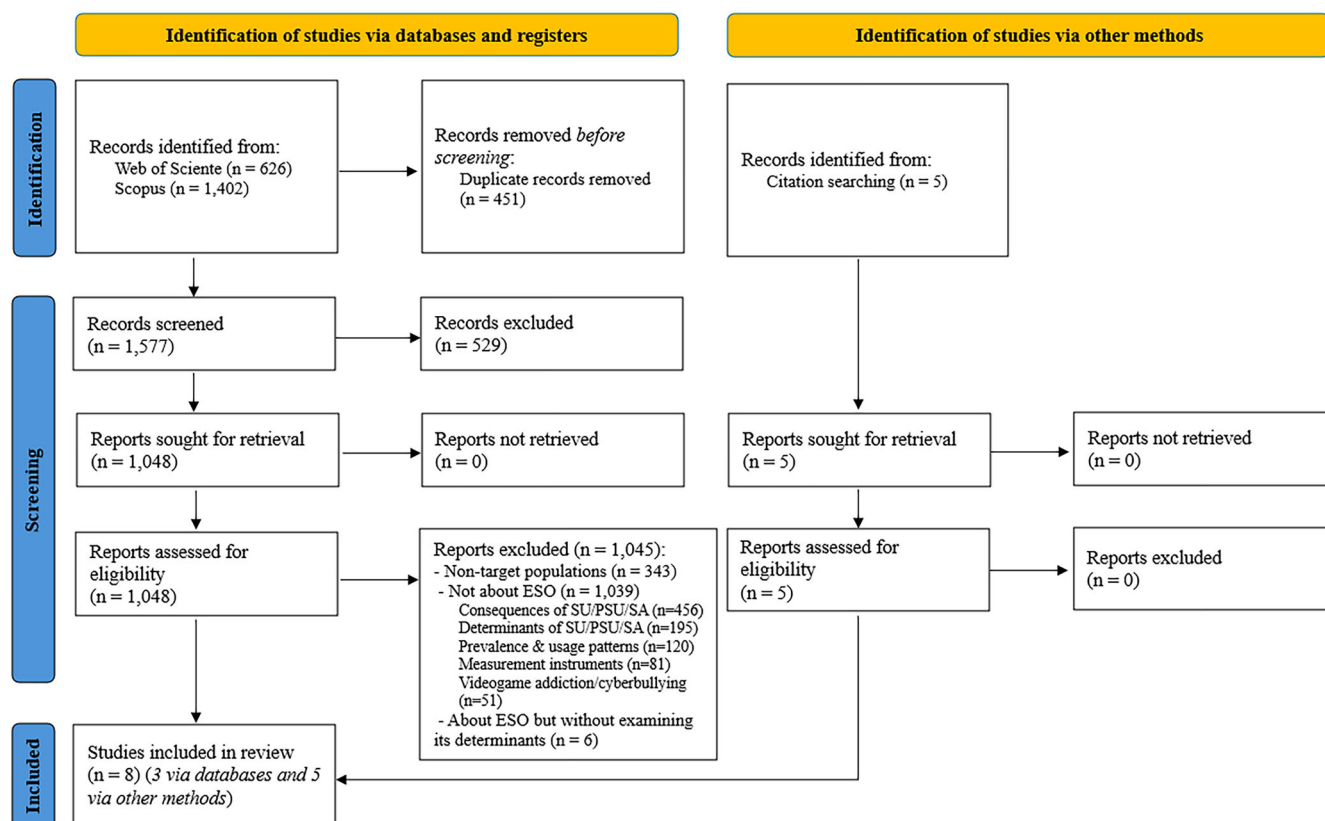 Identification of studies via databases and registers
Identification of studies via other methods
Identification
Records identified from:
Web of Sciente (n = 626)
Scopus (n = 1,402)
Records removed before
screening:
Duplicate records removed
(n = 451)
Records identified from:
Citation searching (n = 5)
Screening
Records screened
(n = 1,577)
Records excluded
(n = 529)
Reports sought for retrieval
(n = 1,048)
Reports not retrieved
(n = 0)
Reports sought for retrieval
(n = 5)
Reports not retrieved
(n = 0)
Reports assessed for
eligibility
(n = 1,048)
Reports excluded (n = 1,045):
- Non-target populations (n = 343)
- Not about ESO (n = 1,039)
Consequences of SU/PSU/SA (n=456)
Determinants of SU/PSU/SA (n=195)
Prevalence & usage patterns (n=120)
Measurement instruments (n=81)
Videogame addiction/cyberbullying
(n=51)
- About ESO but without examining
its determinants (n = 6)
Reports assessed for
eligibility
(n = 5)
Reports excluded
(n = 0)
Included
Studies included in review
(n = 8) (3 via databases and 5
via other methods)